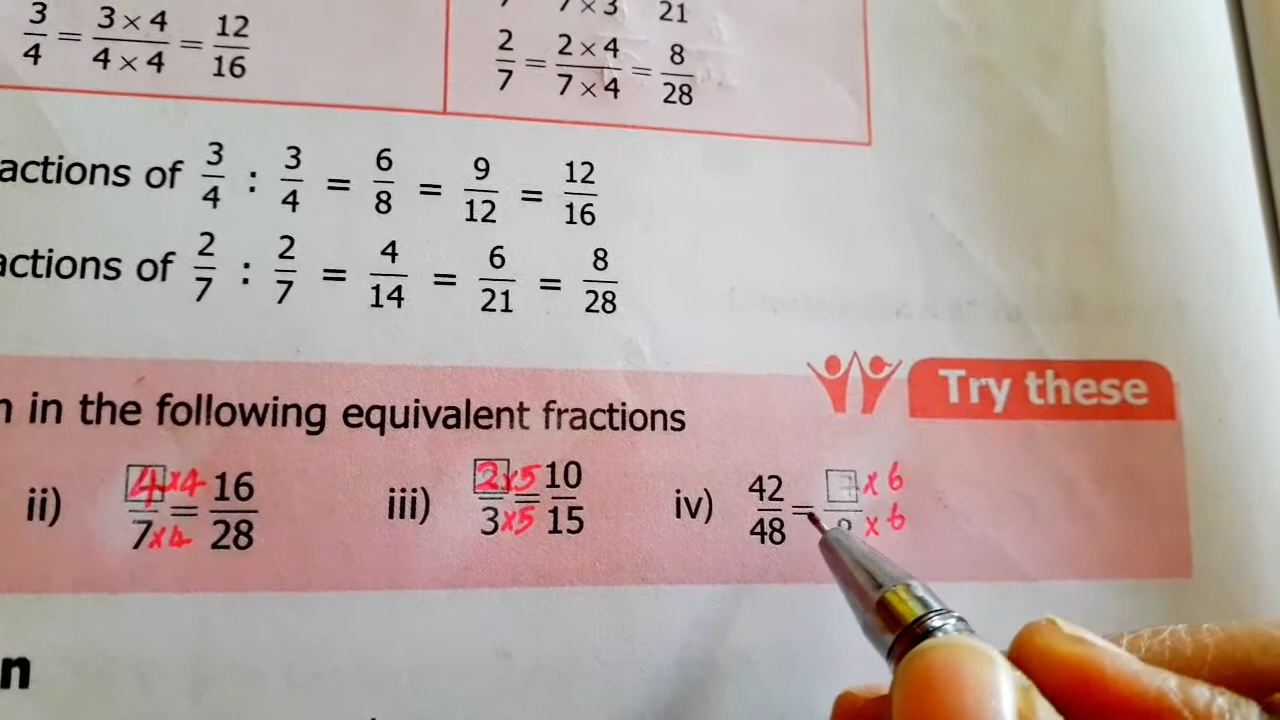 3/4 = 3 × 4/4 × 4 = 12/16
7 × 3 21
2/7 = 2 × 4/7 × 4 = 8/28
actions of 3/4 : 3/4 = 6/8 = 9/12 = 12/16
actions of 2/7 : 2/7 = 4/14 = 6/21 = 8/28
Try these
n in the following equivalent fractions
ii) 4×4/7×4 = 16/28
iii) 2×5/3×5 = 10/15
iv) 42/48 = □ × 6/8 × 6
n